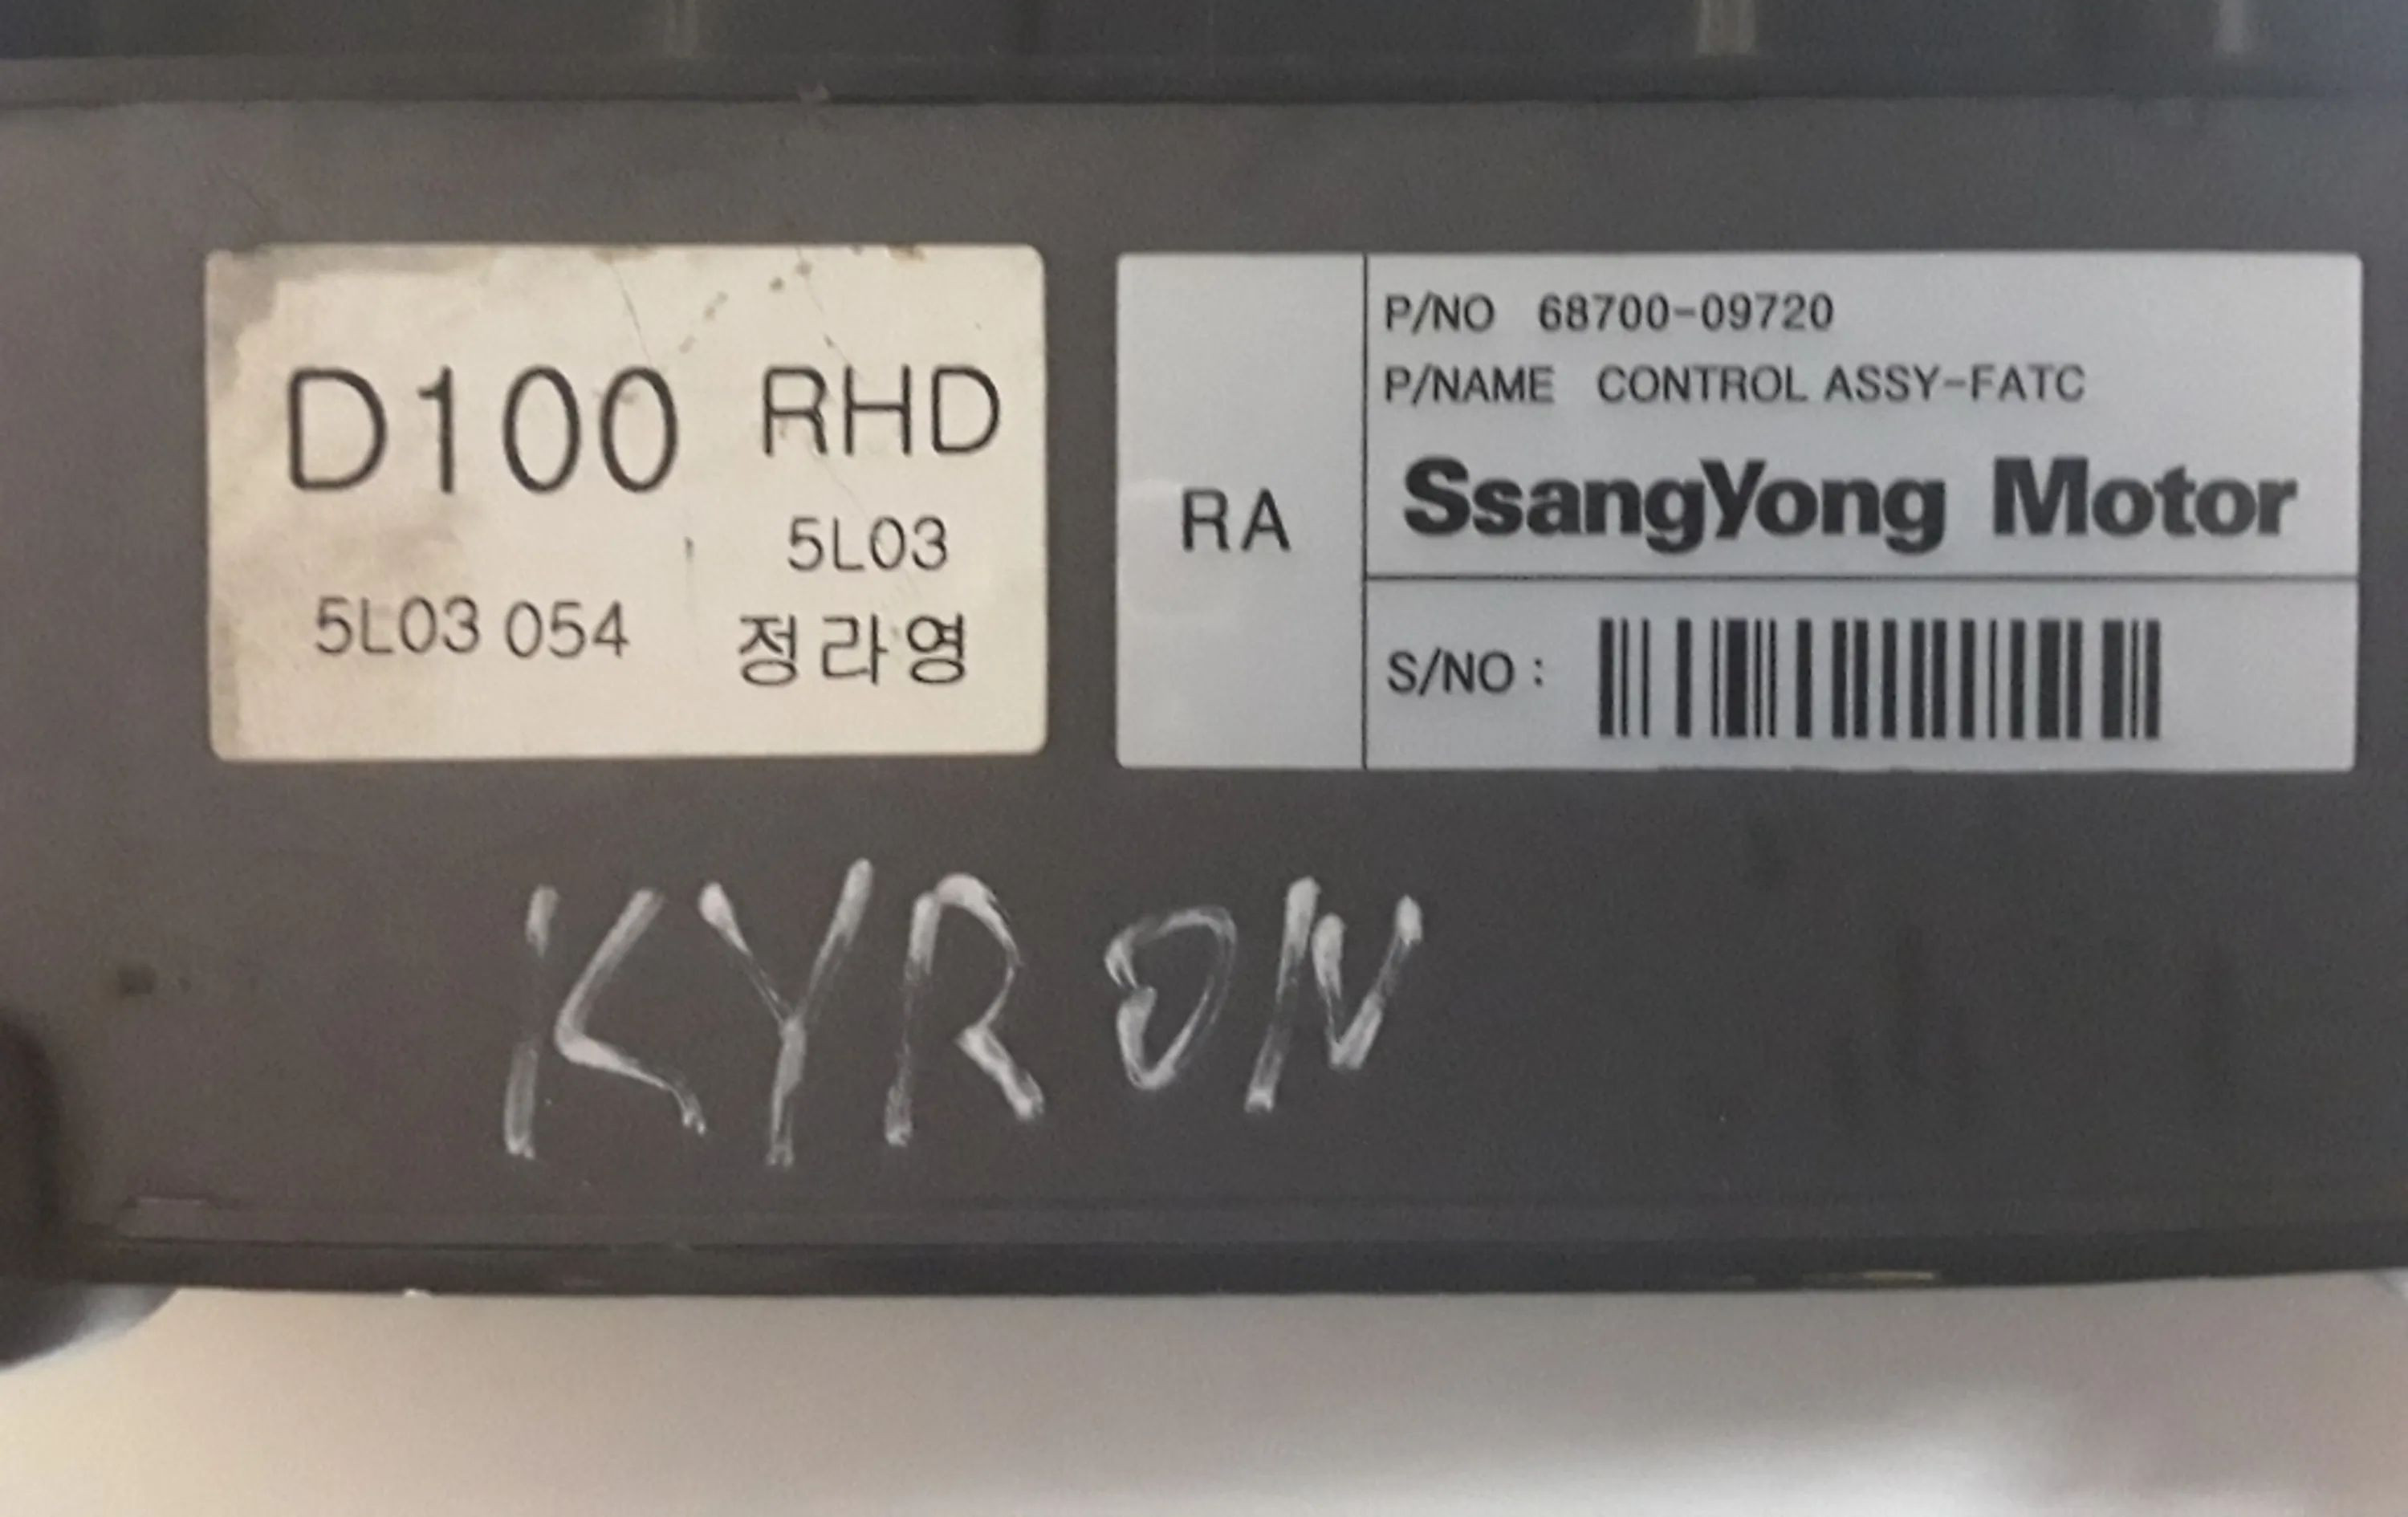 D100 RHD
5L03
5L03 054
정라영
RA
P/NO 68700-09720
P/NAME CONTROL ASSY-FATC
SsangYong Motor
S/NO :
KYRON